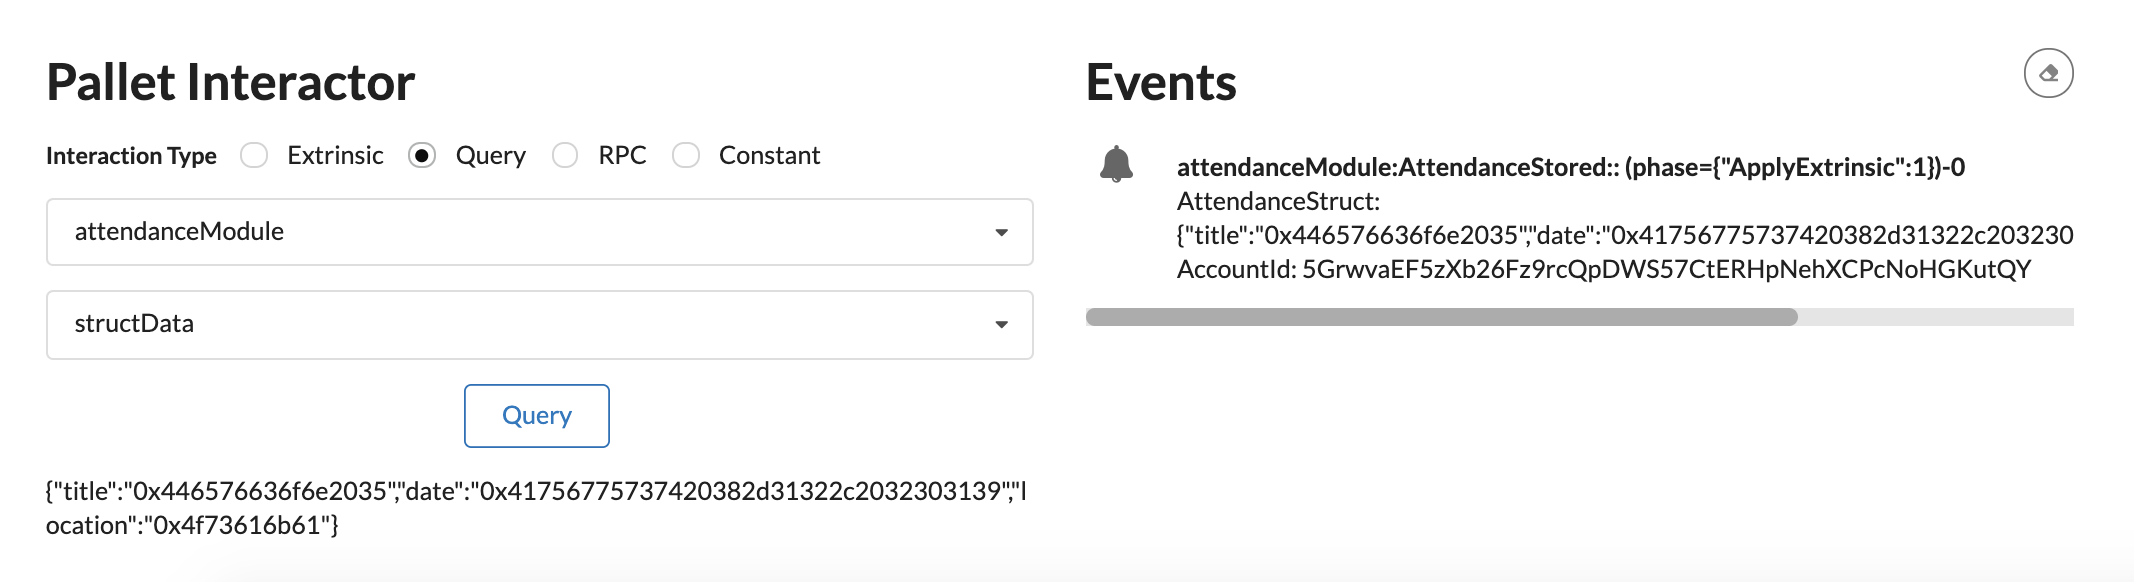 Pallet Interactor
Interaction Type Extrinsic Query RPC Constant
attendanceModule
structData
Query
{"title":"0x446576636f6e2035","date":"0x41756775737420382d31322c2032303139","l
ocation":"0x4f73616b61"}
Events
attendanceModule:AttendanceStored:: (phase={"ApplyExtrinsic":1})-0
AttendanceStruct:
{"title":"0x446576636f6e2035","date":"0x41756775737420382d31322c203230
AccountId: 5GrwvaEF5zXb26Fz9rcQpDWS57CtERHpNehXCPcNoHGKutQY